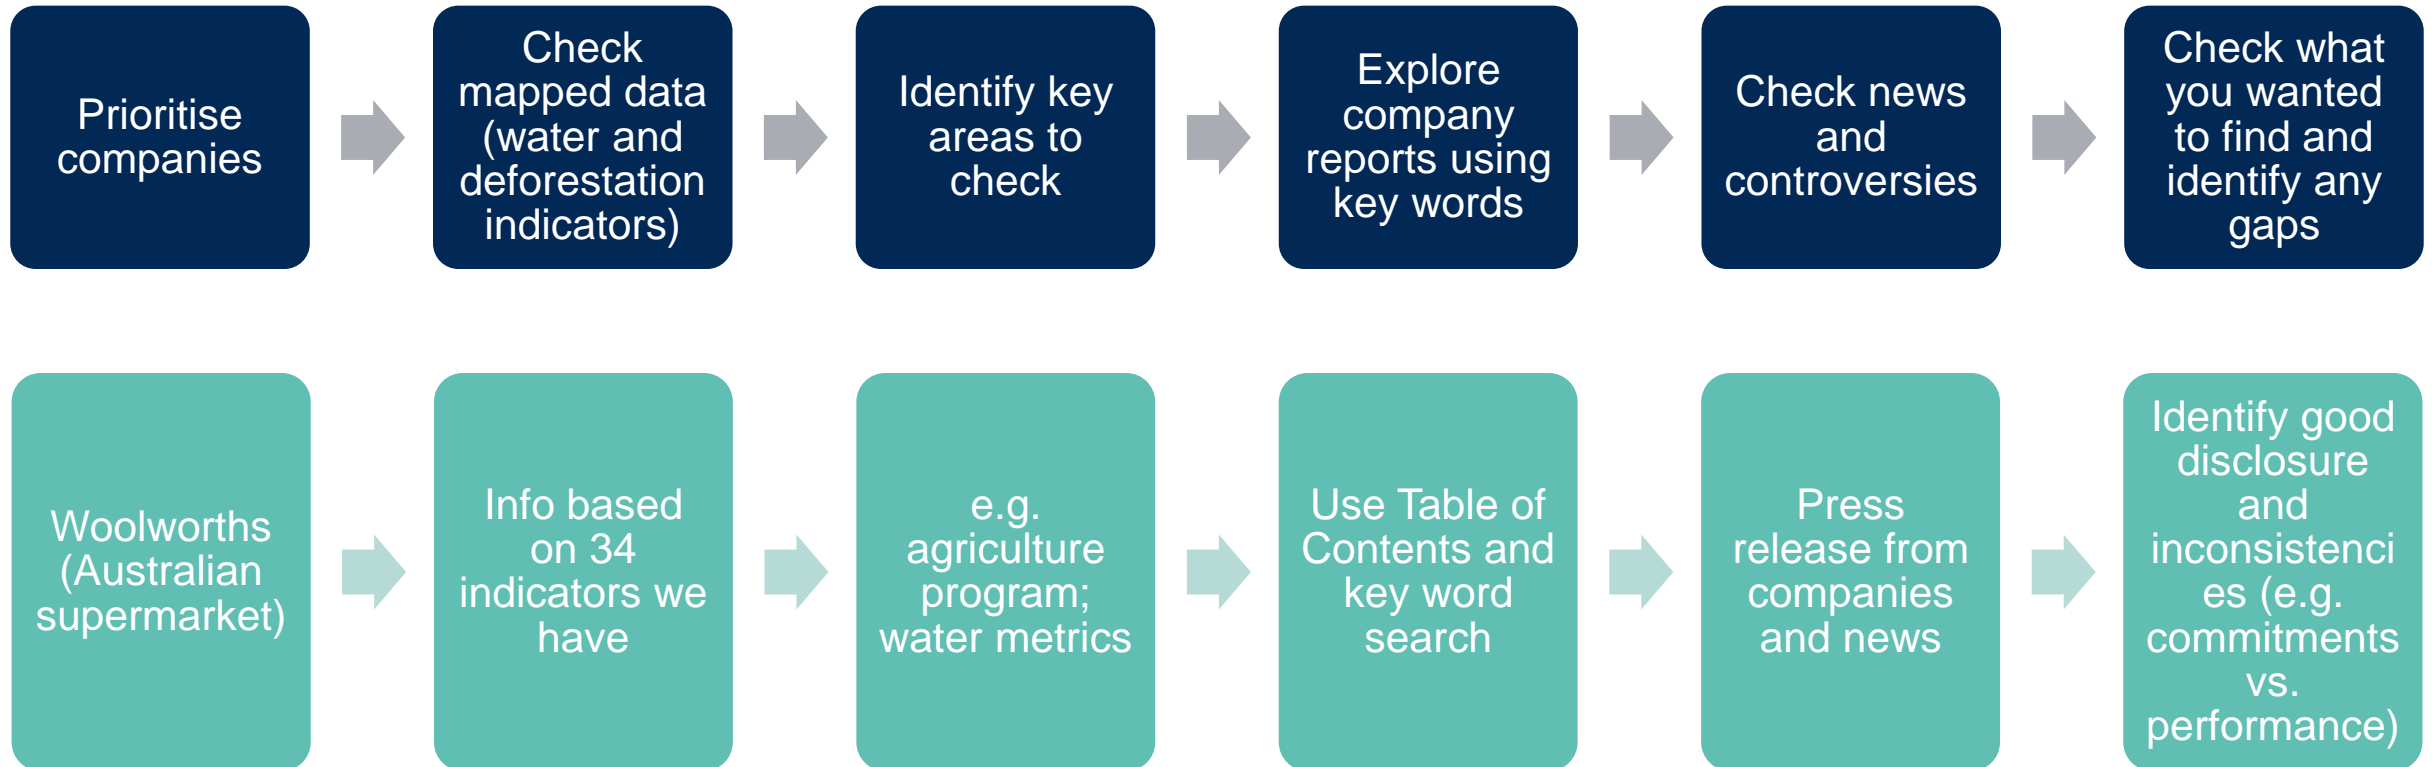 Prioritise
companies
Check
mapped data
(water and
deforestation
indicators)
Identify key
areas to
check
Explore
company
reports using
key words
Check news
and
controversies
Check what
you wanted
to find and
identify any
gaps
Woolworths
(Australian
supermarket)
Info based
on 34
indicators we
have
e.g.
agriculture
program;
water metrics
Use Table of
Contents and
key word
search
Press
release from
companies
and news
Identify good
disclosure
and
inconsistenci
es (e.g.
commitments
vs.
performance)